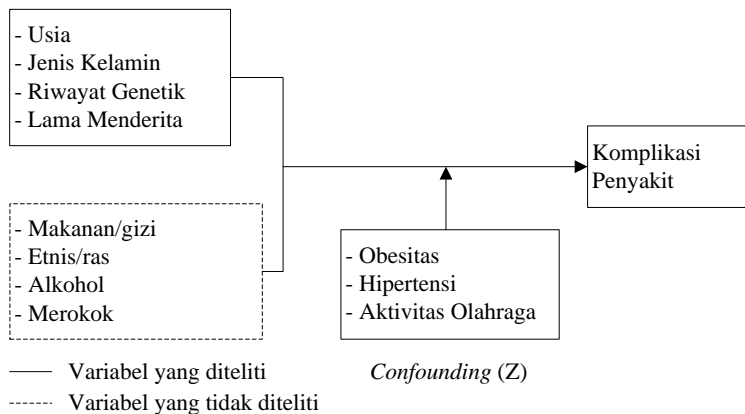 - Usia
- Jenis Kelamin
- Riwayat Genetik
- Lama Menderita
Komplikasi
Penyakit
- Makanan/gizi
- Etnis/ras
- Alkohol
- Merokok
- Obesitas
- Hipertensi
- Aktivitas Olahraga
Variabel yang diteliti
Confounding (Z)
Variabel yang tidak diteliti